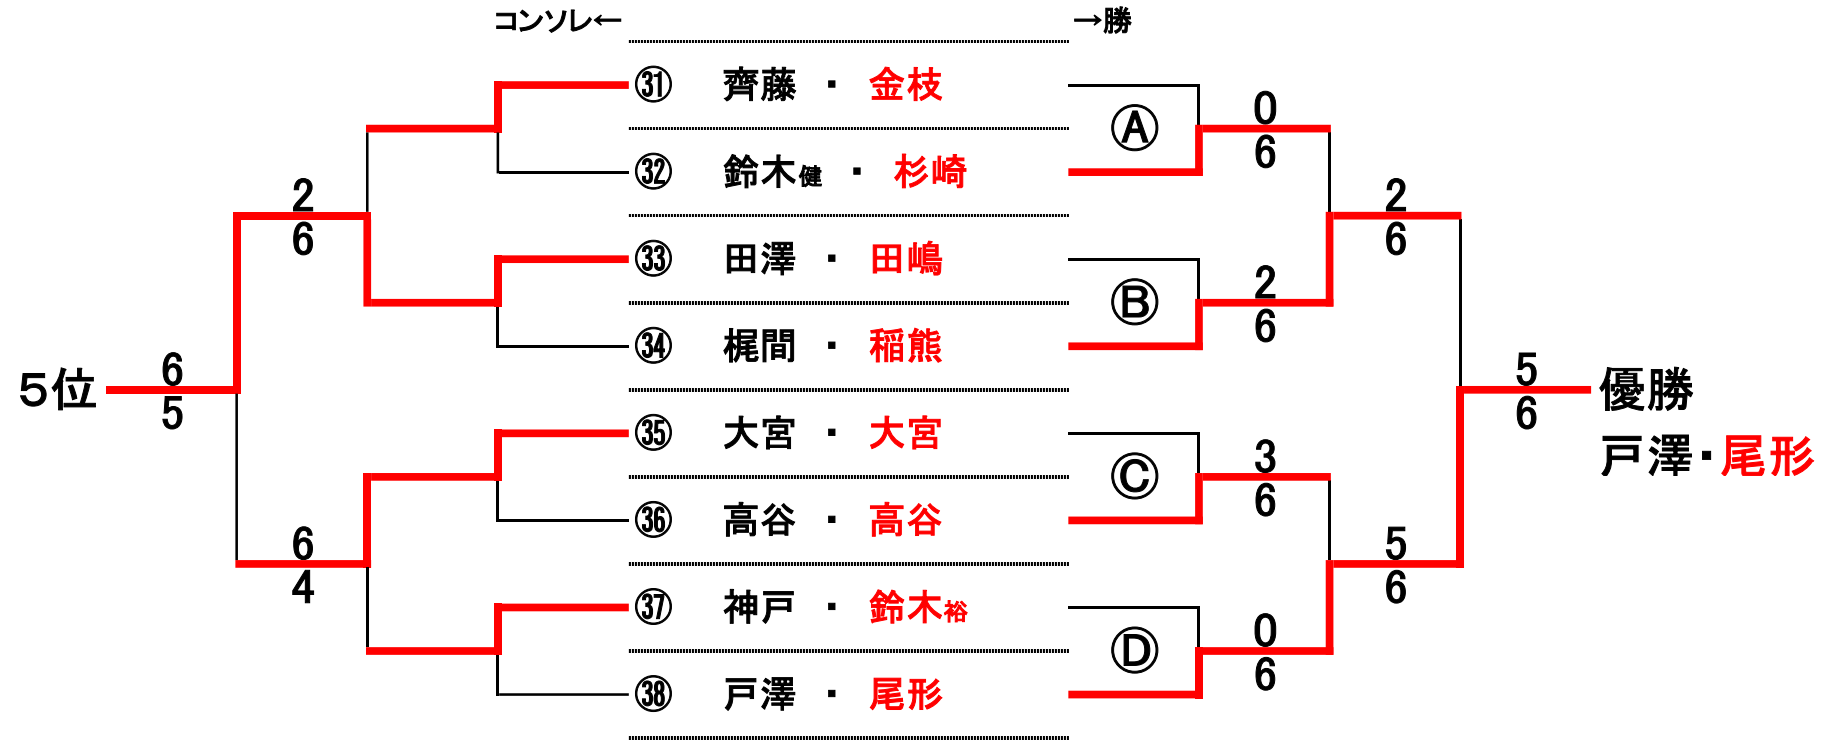 コンソレ← →勝
㉛ 齊藤 ・ 金枝
Ⓐ 0
6
㉜ 鈴木健 ・ 杉崎
2
6
2
6
㉝ 田澤 ・ 田嶋
Ⓑ 2
6
㉞ 梶間 ・ 稲熊
5位 6
5
5
6 優勝
戸澤・尾形
㉟ 大宮 ・ 大宮
Ⓒ 3
6
㊱ 高谷 ・ 高谷
6
4
5
6
㊲ 神戸 ・ 鈴木裕
Ⓓ 0
6
㊳ 戸澤 ・ 尾形